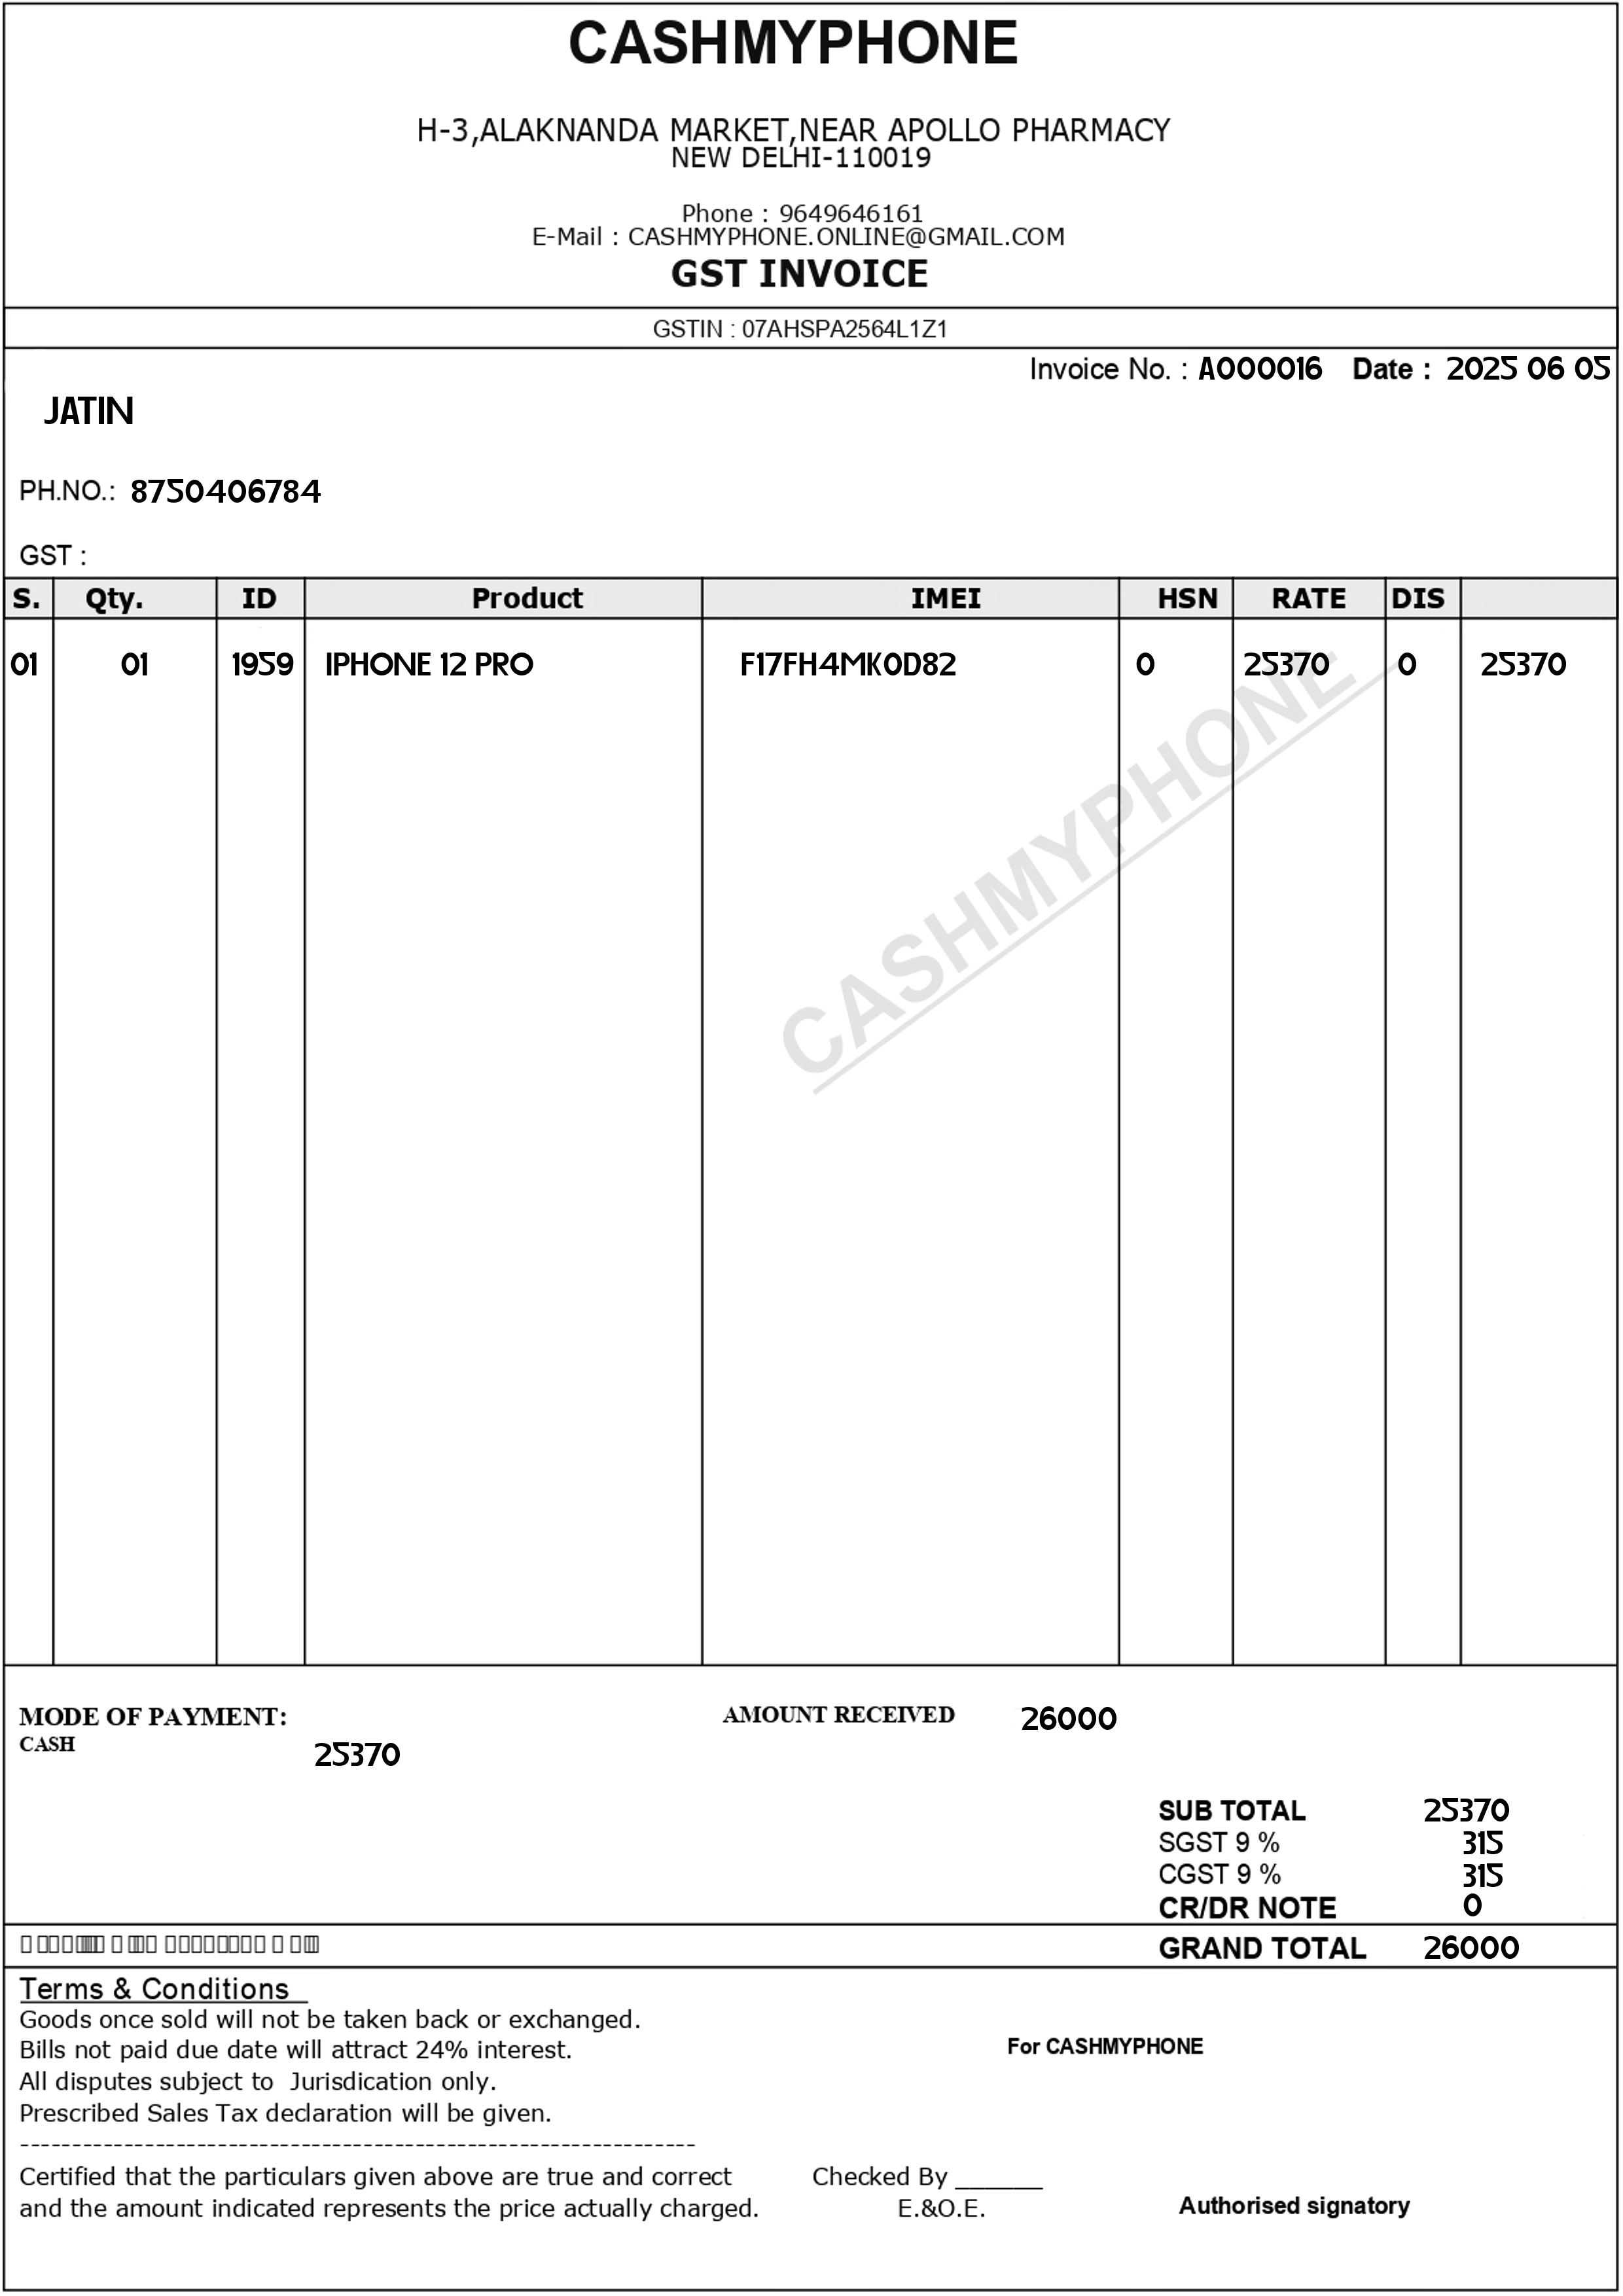 CASHMYPHONE
H-3,ALAKNANDA MARKET,NEAR APOLLO PHARMACY
NEW DELHI-110019
Phone : 9649646161
E-Mail : CASHMYPHONE.ONLINE@GMAIL.COM
GST INVOICE
GSTIN : 07AHSPA2564L1Z1
Invoice No. : A000016 Date : 2025 06 05
JATIN
PH.NO.: 8750406784
GST :
S. Qty. ID Product IMEI HSN RATE DIS
01 01 1959 IPHONE 12 PRO F17FH4MK0D82 0 25370 0 25370
CASHMYPHONE
MODE OF PAYMENT: AMOUNT RECEIVED 26000
CASH 25370
SUB TOTAL 25370
SGST 9 % 315
CGST 9 % 315
CR/DR NOTE 0
GRAND TOTAL 26000
Terms & Conditions
Goods once sold will not be taken back or exchanged.
Bills not paid due date will attract 24% interest.
For CASHMYPHONE
All disputes subject to Jurisdication only.
Prescribed Sales Tax declaration will be given.
-----------------------------------------------------------------
Certified that the particulars given above are true and correct Checked By ______
and the amount indicated represents the price actually charged. E.&O.E. Authorised signatory